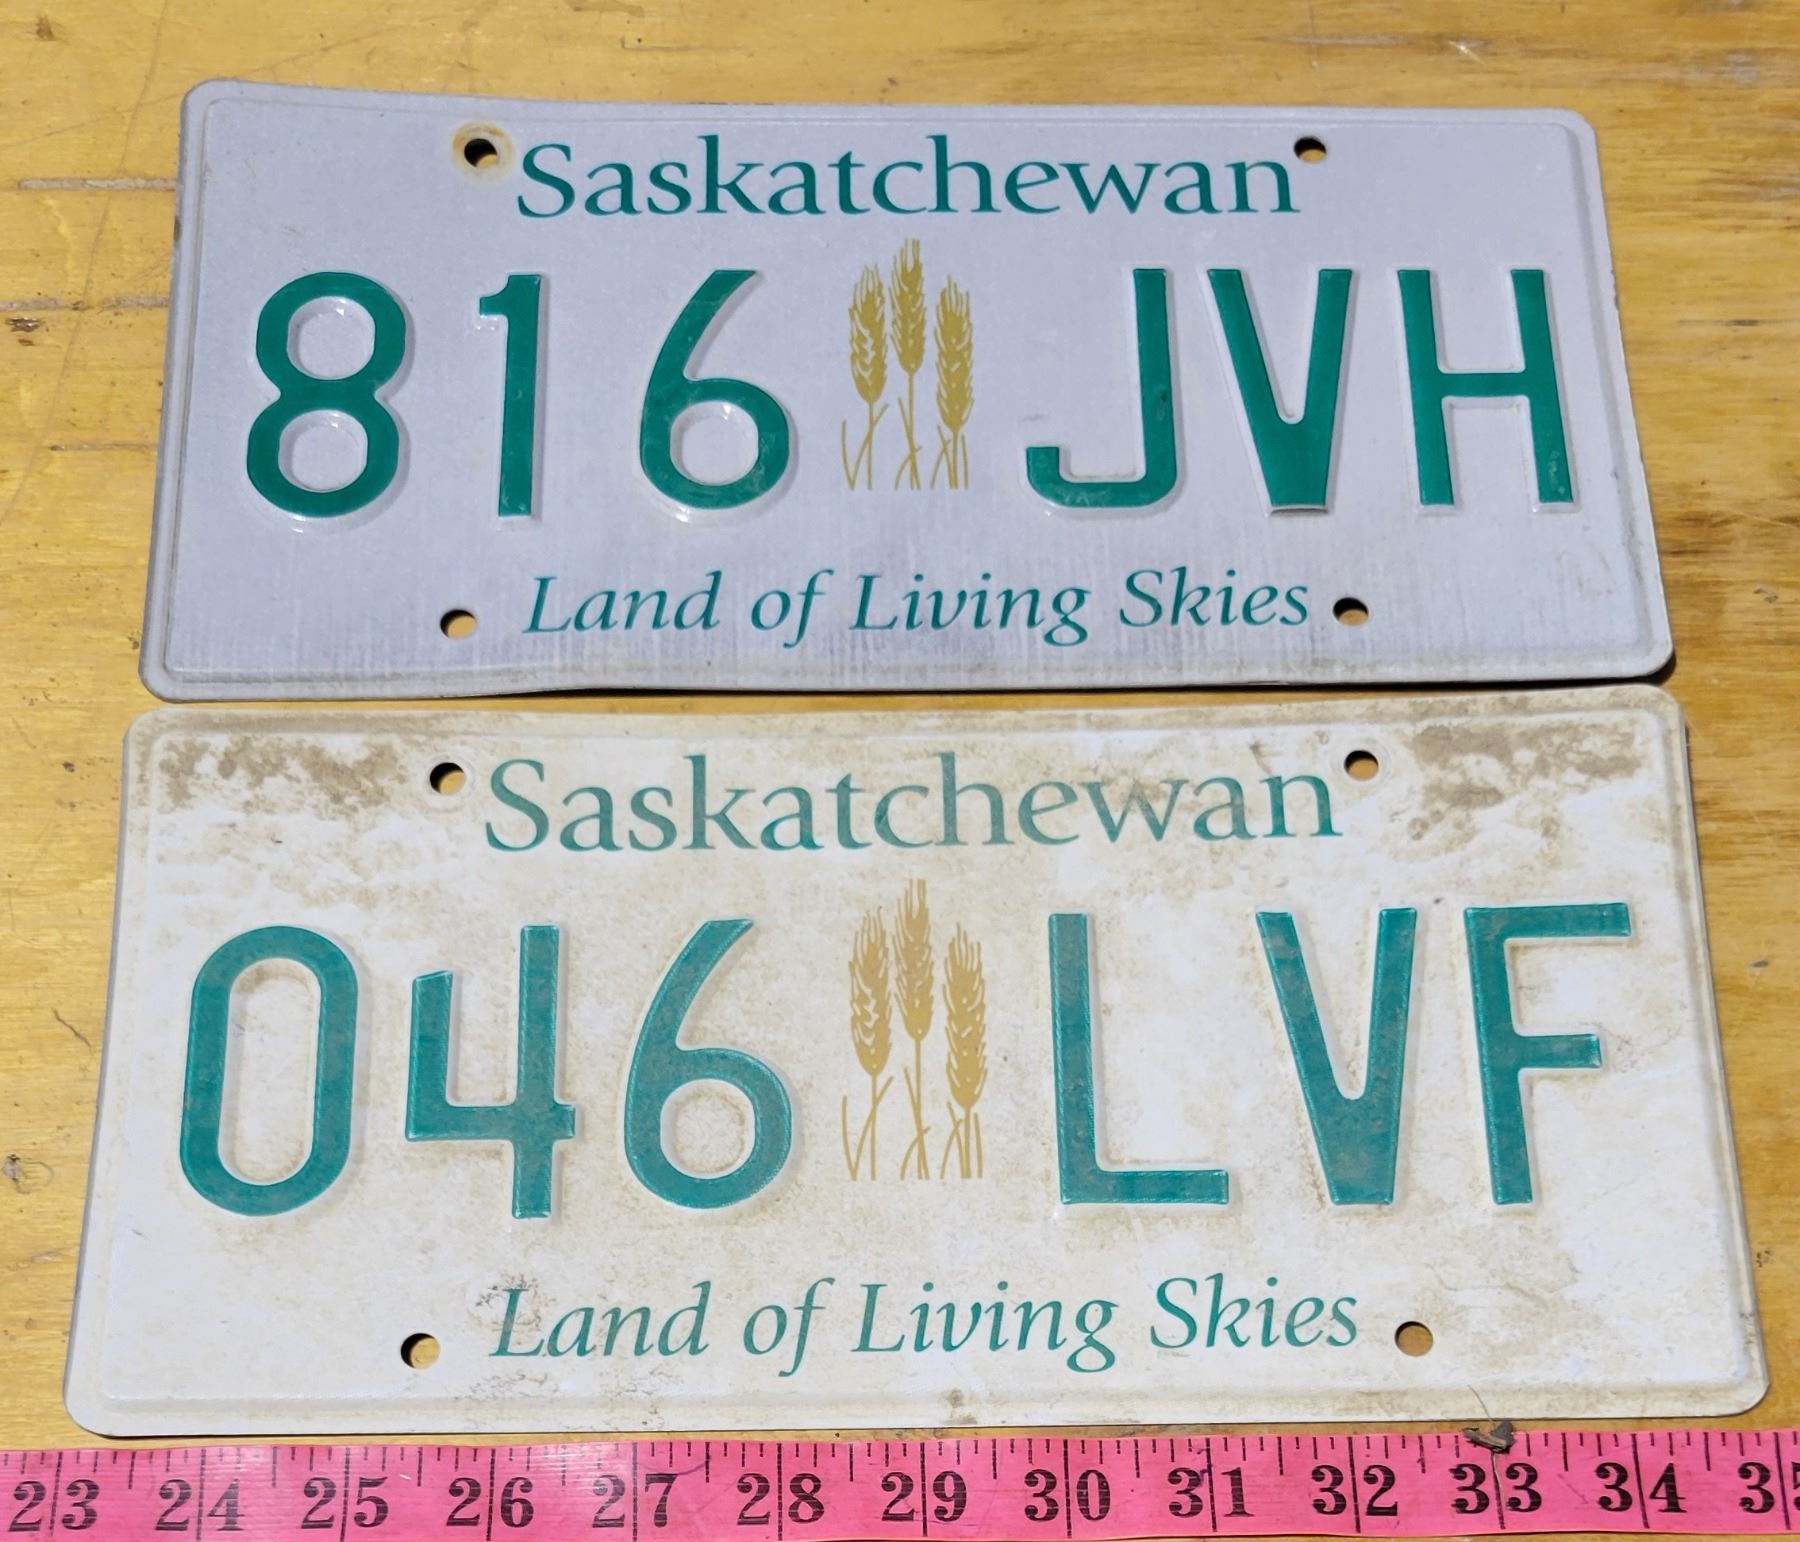 Saskatchewan
816 JVH
Land of Living Skies
Saskatchewan
046 LVF
Land of Living Skies
23 24 25 26 27 28 29 30 31 32 33 34 35